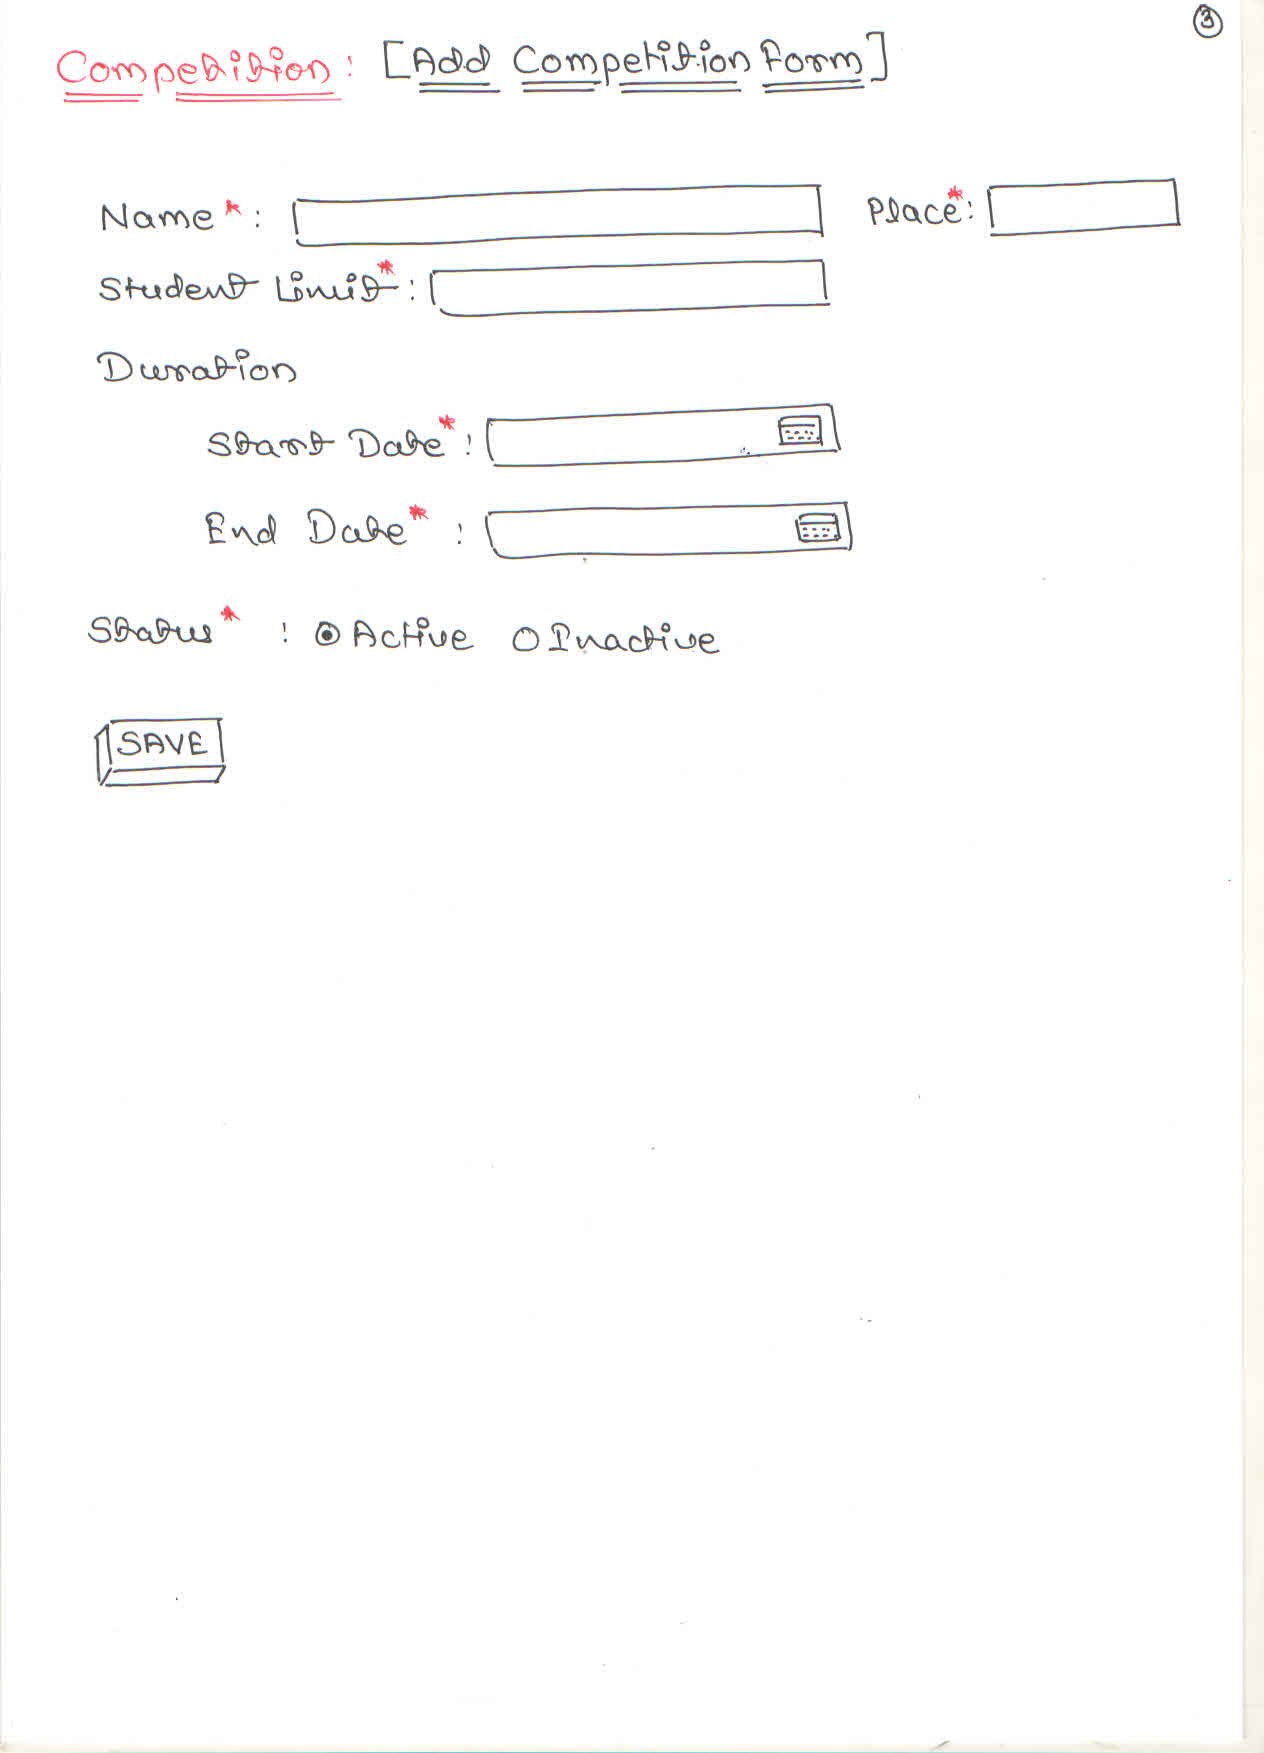 3
Competition : [Add Competition Form]
Name * : Place * :
Student Limit * :
Duration
Start Date * :
End Date * :
Status * : Active Inactive
SAVE